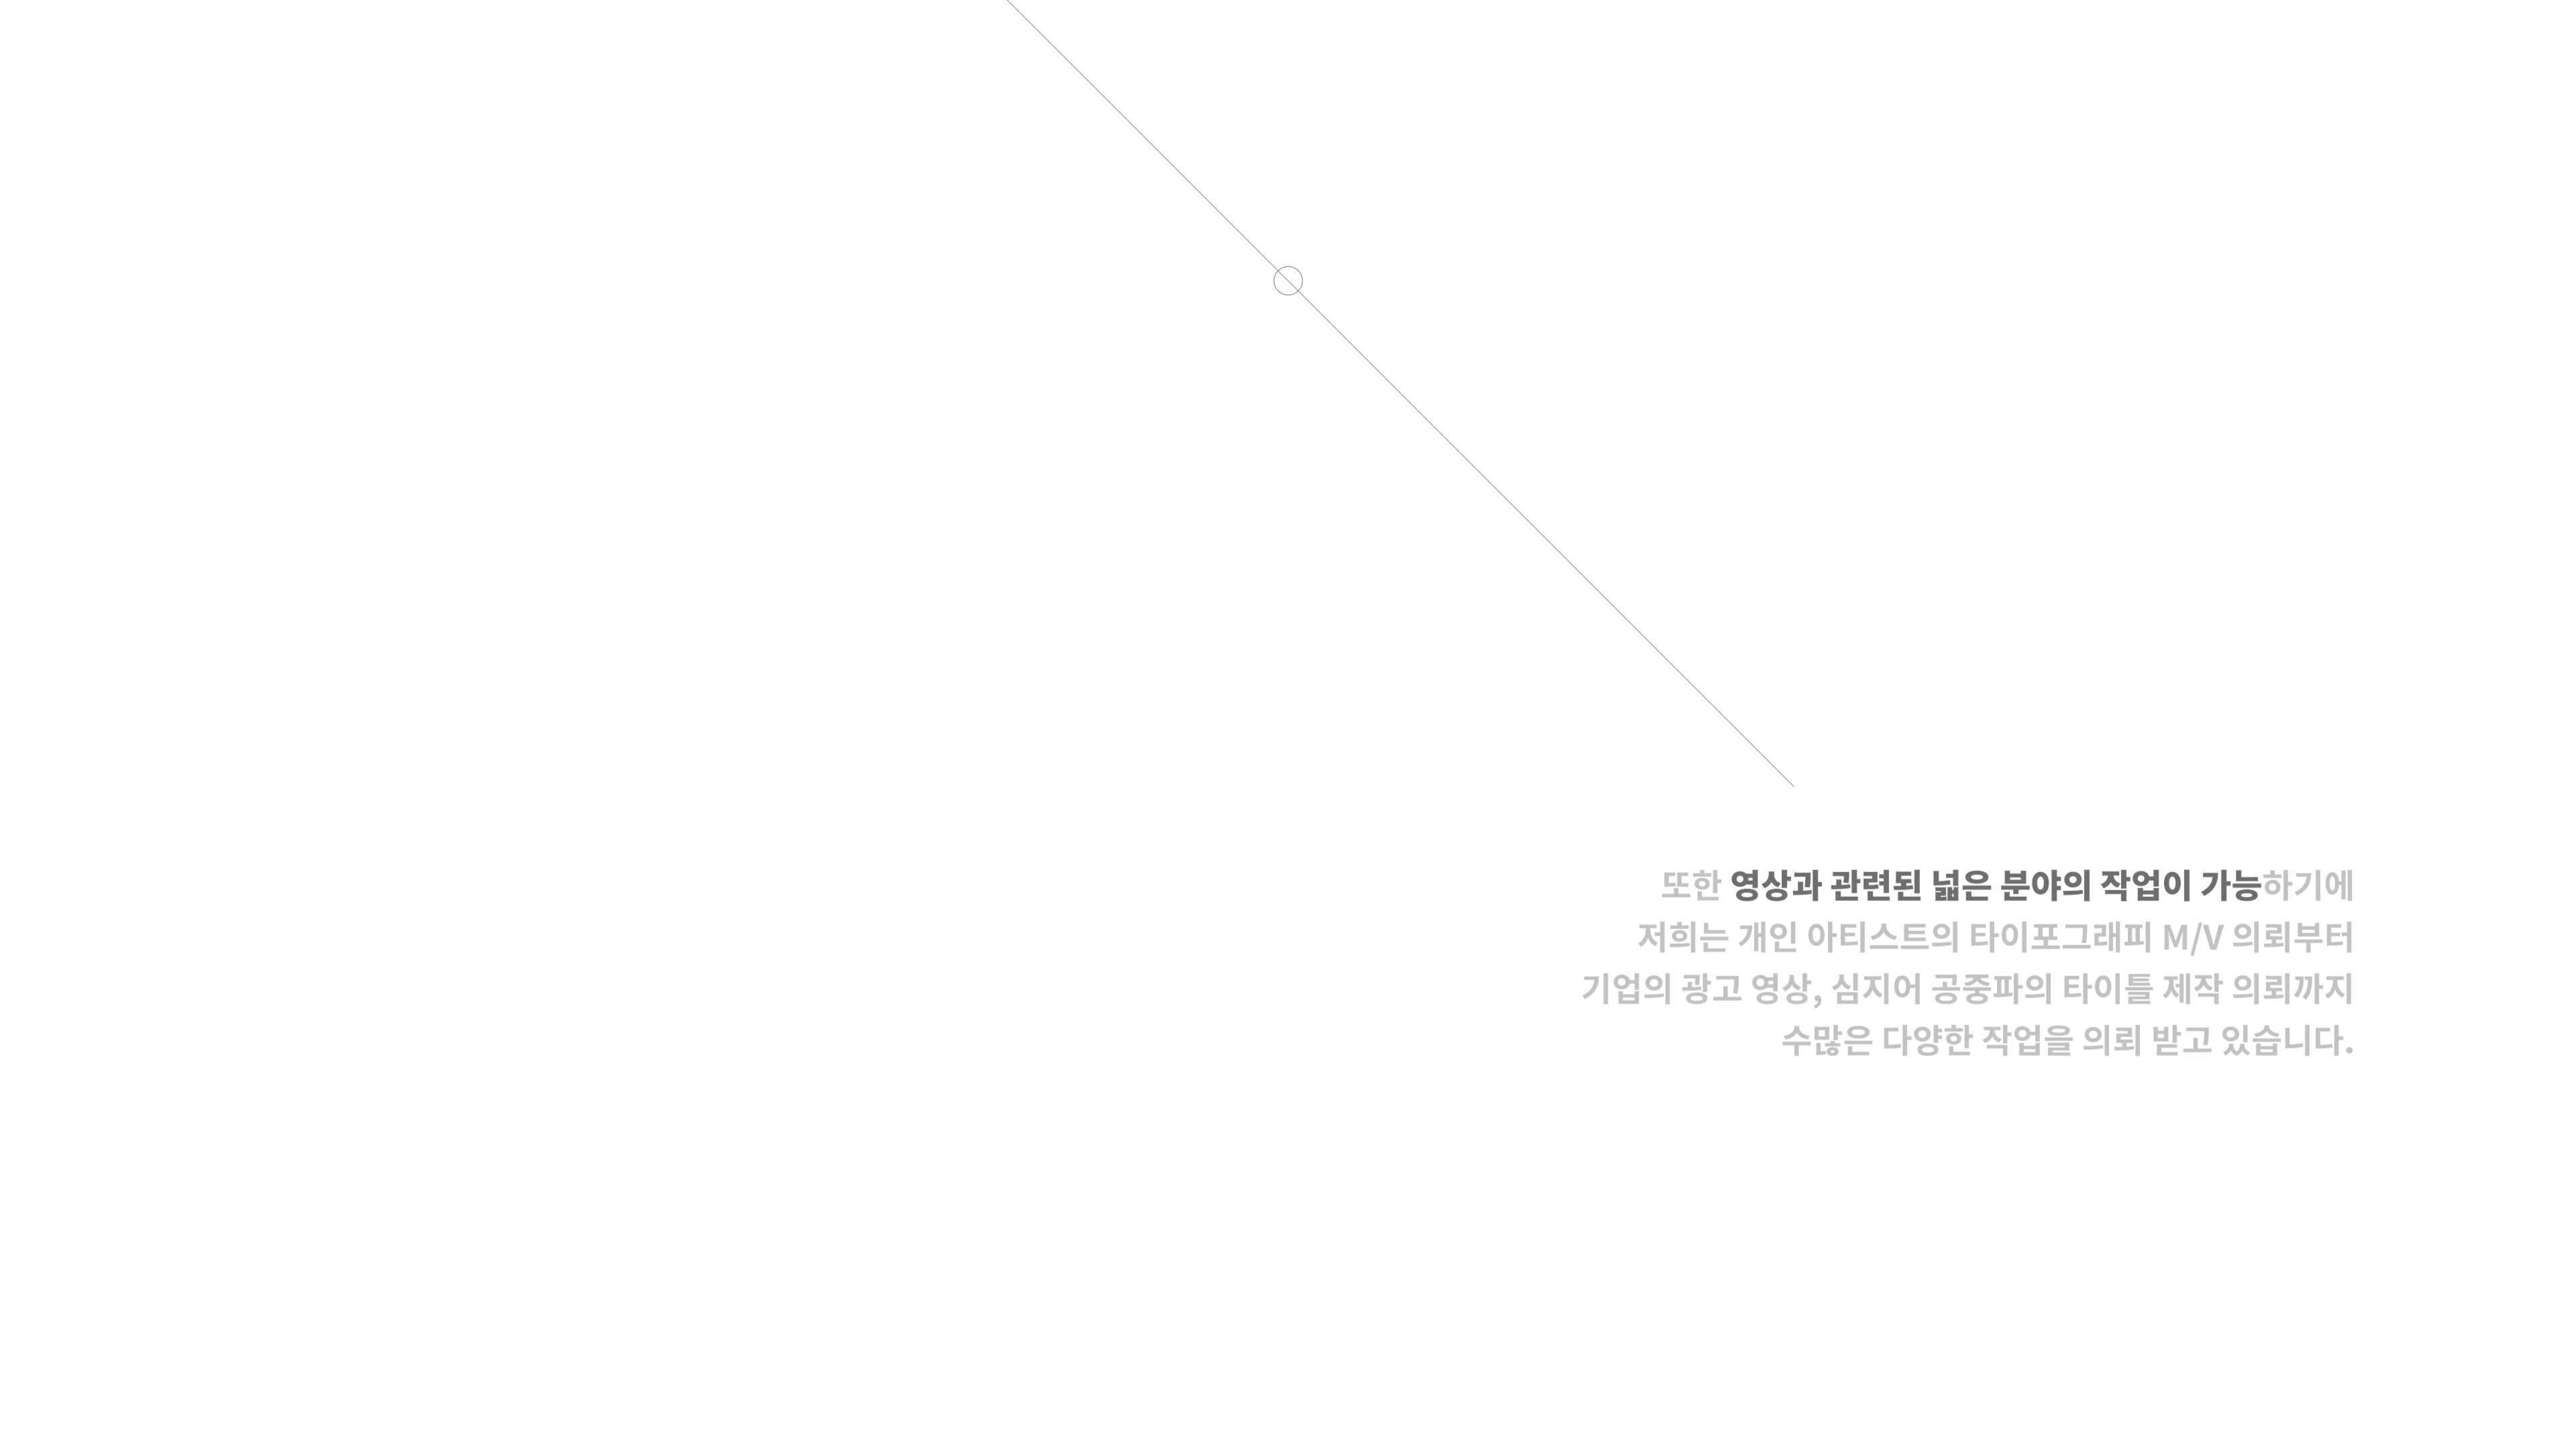 또한 영상과 관련된 넓은 분야의 작업이 가능하기에
저희는 개인 아티스트의 타이포그래피 M/V 의뢰부터
기업의 광고 영상, 심지어 공중파의 타이틀 제작 의뢰까지
수많은 다양한 작업을 의뢰 받고 있습니다.